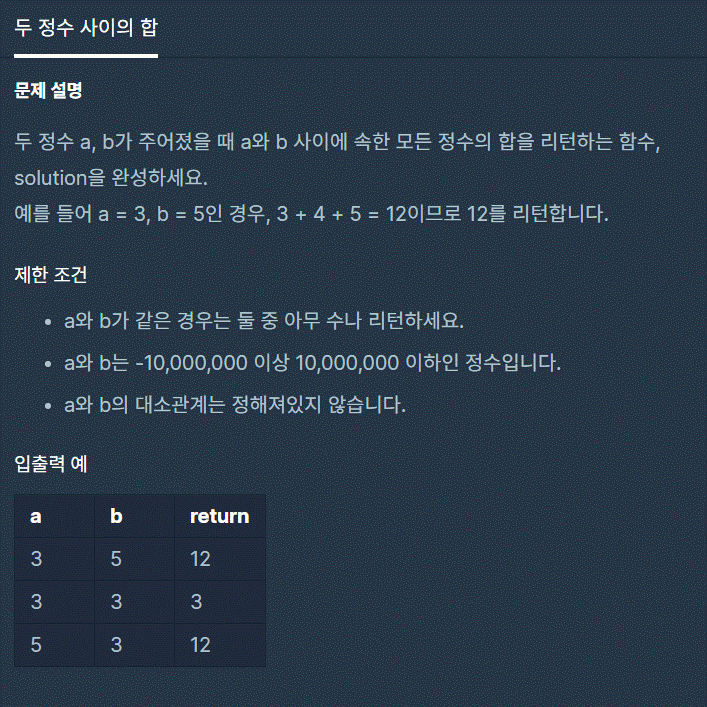 두 정수 사이의 합
문제 설명
두 정수 a, b가 주어졌을 때 a와 b 사이에 속한 모든 정수의 합을 리턴하는 함수,
solution을 완성하세요.
예를 들어 a = 3, b = 5인 경우, 3 + 4 + 5 = 12이므로 12를 리턴합니다.
제한 조건
• a와 b가 같은 경우는 둘 중 아무 수나 리턴하세요.
• a와 b는 -10,000,000 이상 10,000,000 이하인 정수입니다.
• a와 b의 대소관계는 정해져있지 않습니다.
입출력 예
a b return
3 5 12
3 3 3
5 3 12